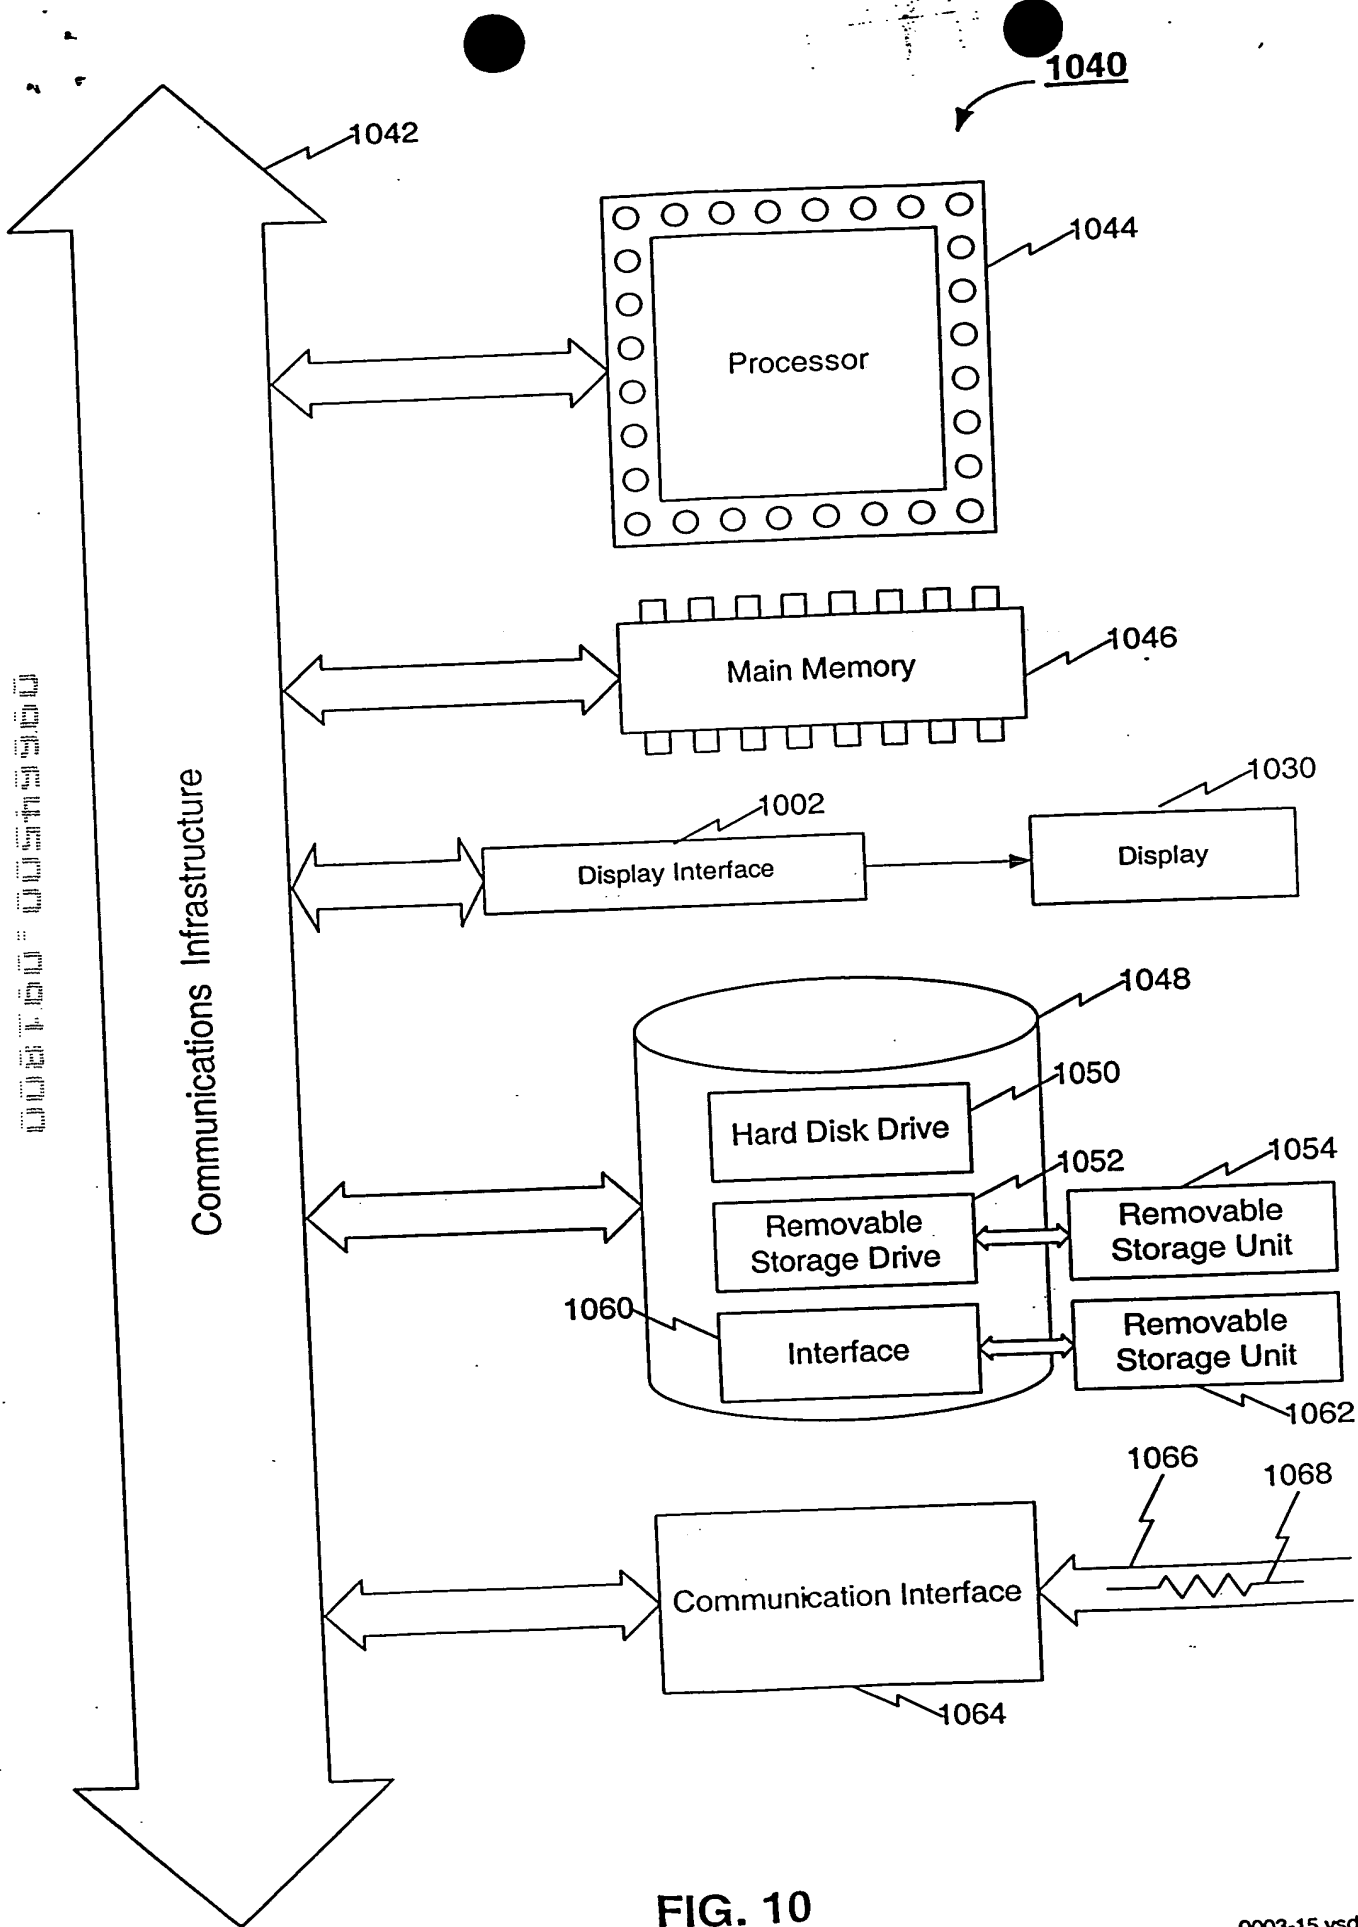 1040
1042
1044
Processor
1046
Main Memory
1030
1002
Display Interface
Display
Communications Infrastructure
1048
1050
Hard Disk Drive
1052
1054
Removable
Storage Drive
Removable
Storage Unit
1060
Interface
Removable
Storage Unit
1062
1066
1068
Communication Interface
1064
FIG. 10
0003-15.vsd